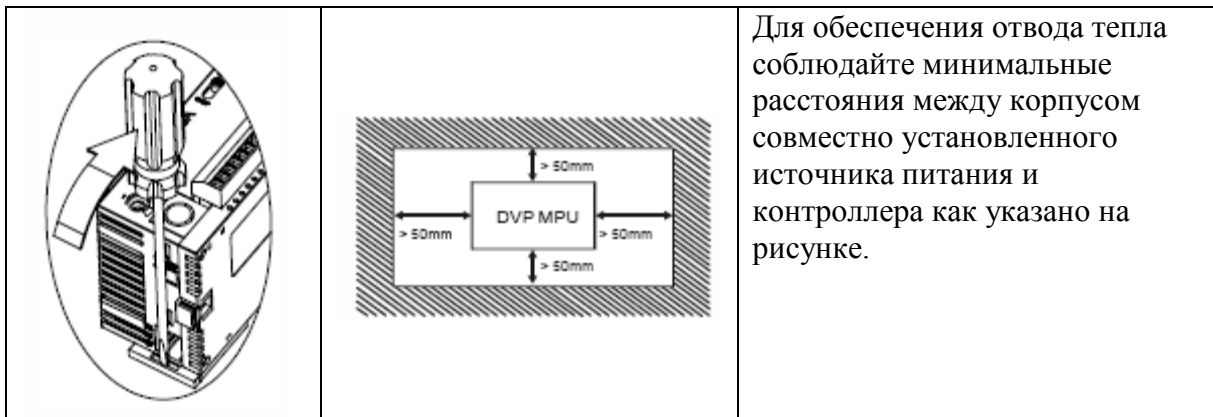 > 50mm
DVP MPU
> 50mm
> 50mm
> 50mm
Для обеспечения отвода тепла
соблюдайте минимальные
расстояния между корпусом
совместно установленного
источника питания и
контроллера как указано на
рисунке.